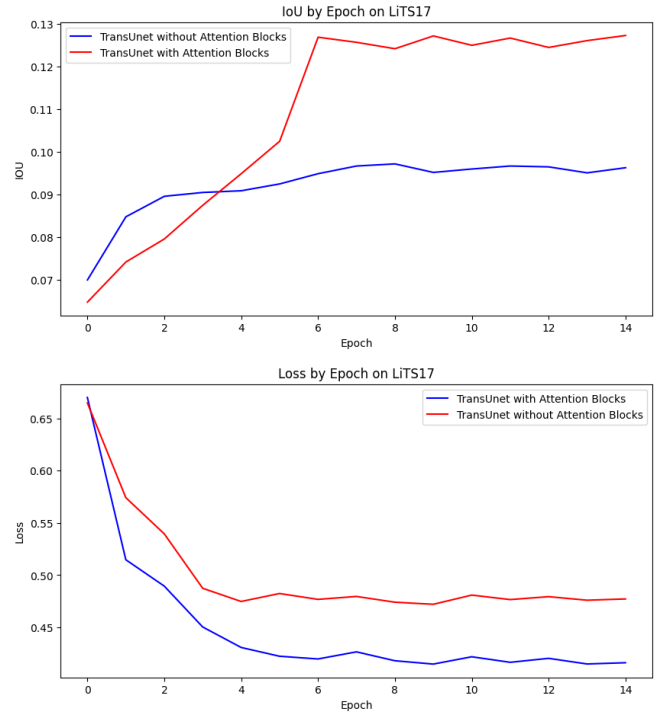 IoU by Epoch on LiTS17
TransUnet without Attention Blocks
TransUnet with Attention Blocks
0.13
0.12
0.11
0.10
0.09
0.08
0.07
IOU
0 2 4 6 8 10 12 14
Epoch
Loss by Epoch on LiTS17
TransUnet with Attention Blocks
TransUnet without Attention Blocks
0.65
0.60
0.55
0.50
0.45
Loss
0 2 4 6 8 10 12 14
Epoch